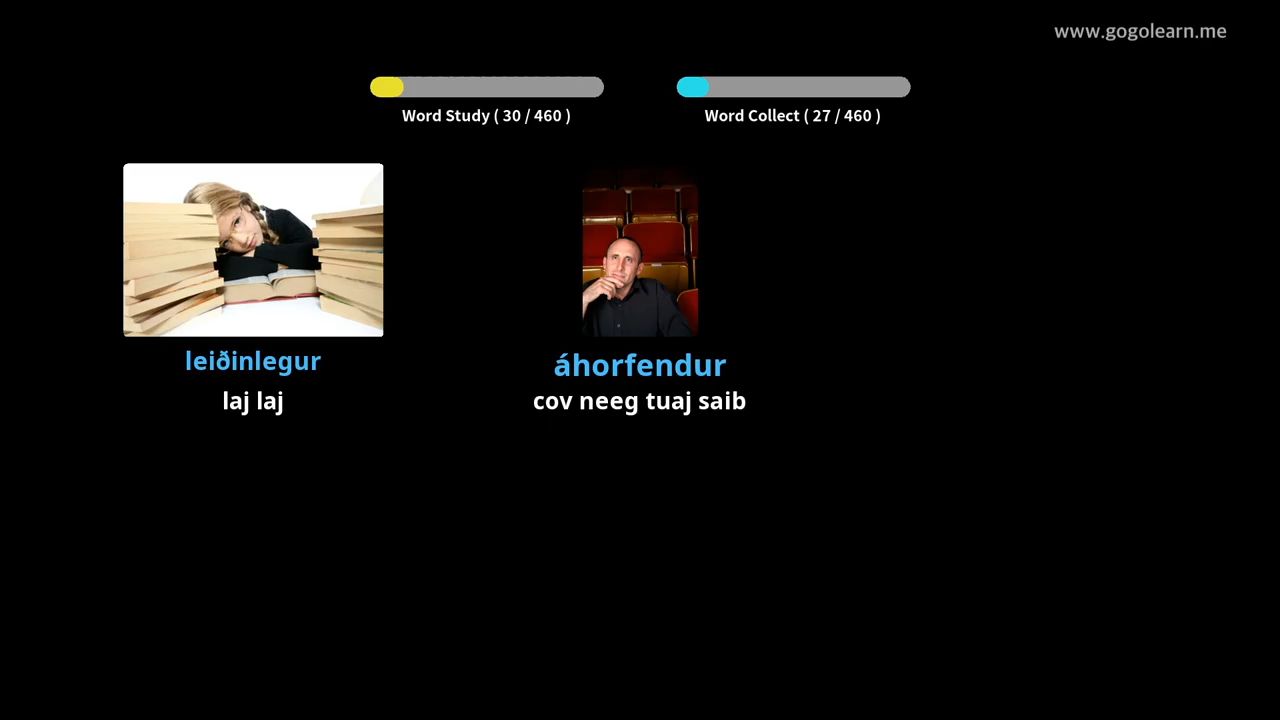 www.gogolearn.me
Word Study ( 30 / 460 )
Word Collect ( 27 / 460 )
leiðinlegur
laj laj
áhorfendur
cov neeg tuaj saib